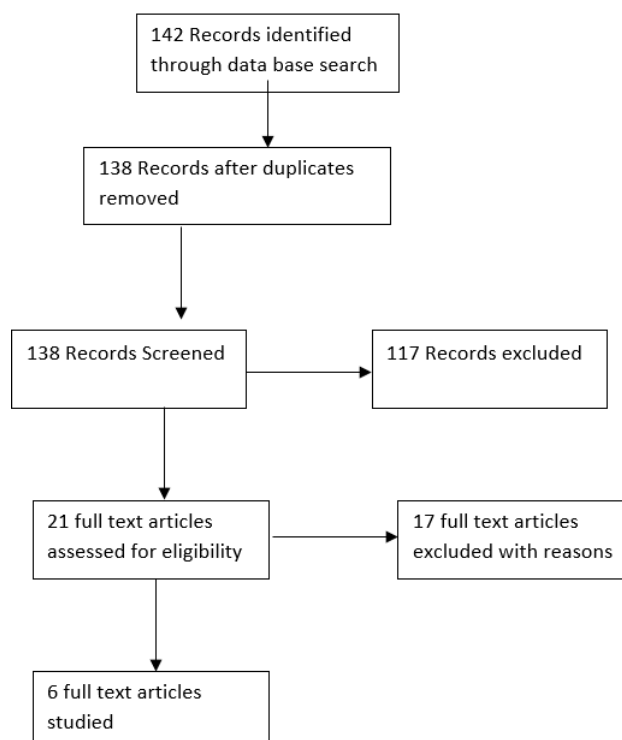 142 Records identified
through data base search
138 Records after duplicates
removed
138 Records Screened
117 Records excluded
21 full text articles
assessed for eligibility
17 full text articles
excluded with reasons
6 full text articles
studied